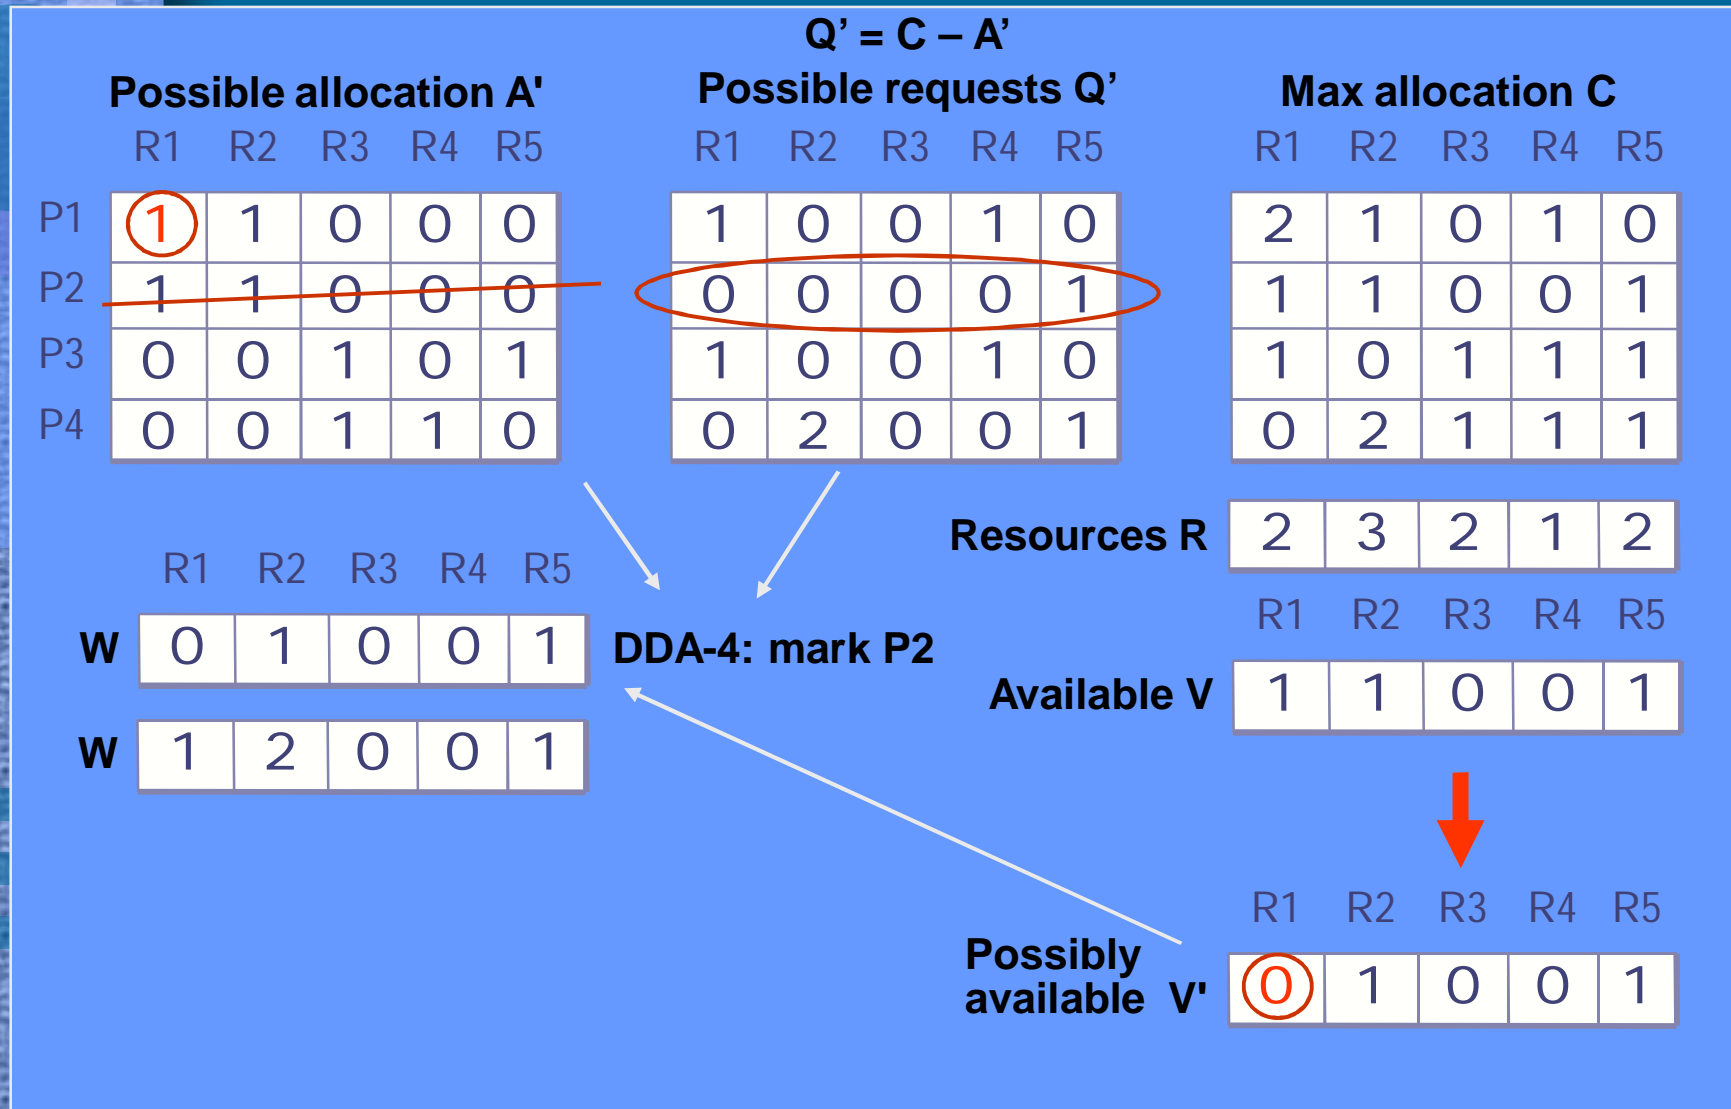 Q’ = C – A’
Possible allocation A'
Possible requests Q’
Max allocation C
R1 R2 R3 R4 R5
R1 R2 R3 R4 R5
R1 R2 R3 R4 R5
P1 1 1 0 0 0
1 0 0 1 0
2 1 0 1 0
P2 1 1 0 0 0
0 0 0 0 1
1 1 0 0 1
P3 0 0 1 0 1
1 0 0 1 0
1 0 1 1 1
P4 0 0 1 1 0
0 2 0 0 1
0 2 1 1 1
Resources R 2 3 2 1 2
R1 R2 R3 R4 R5
R1 R2 R3 R4 R5
W 0 1 0 0 1
DDA-4: mark P2
Available V 1 1 0 0 1
W 1 2 0 0 1
R1 R2 R3 R4 R5
Possibly
available V' 0 1 0 0 1